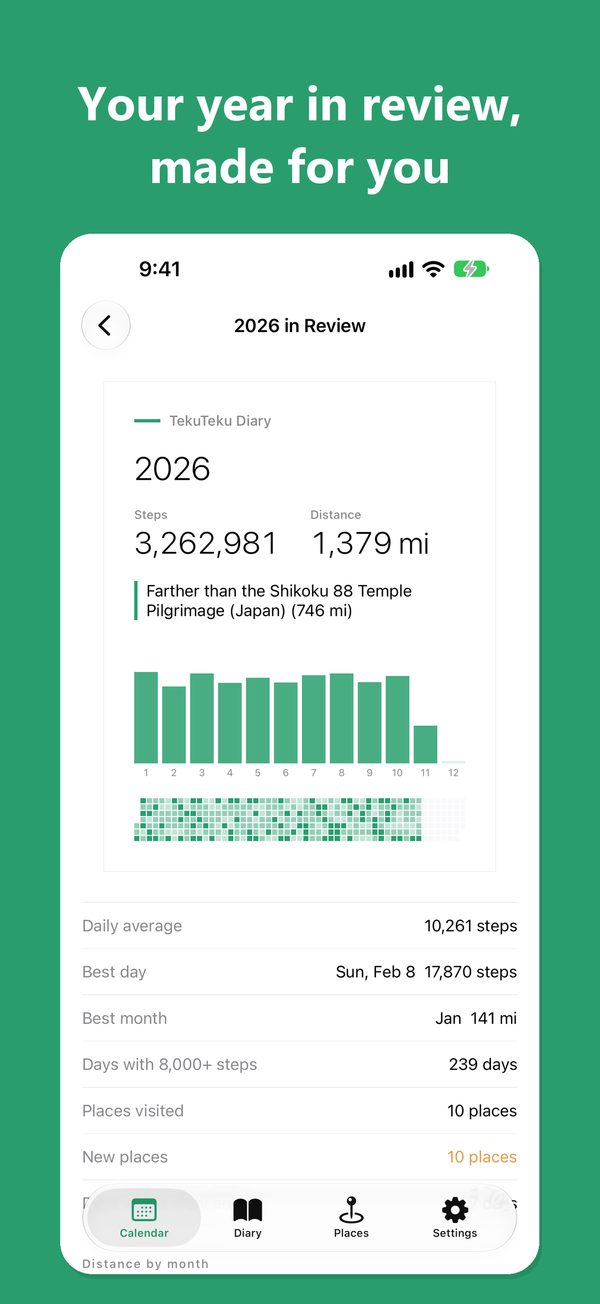 Your year in review,
made for you
9:41
2026 in Review
TekuTeku Diary
2026
Steps
Distance
3,262,981
1,379 mi
Farther than the Shikoku 88 Temple
Pilgrimage (Japan) (746 mi)
1 2 3 4 5 6 7 8 9 10 11 12
Daily average 10,261 steps
Best day Sun, Feb 8 17,870 steps
Best month Jan 141 mi
Days with 8,000+ steps 239 days
Places visited 10 places
New places 10 places
Calendar
Diary
Places
Settings
Distance by month